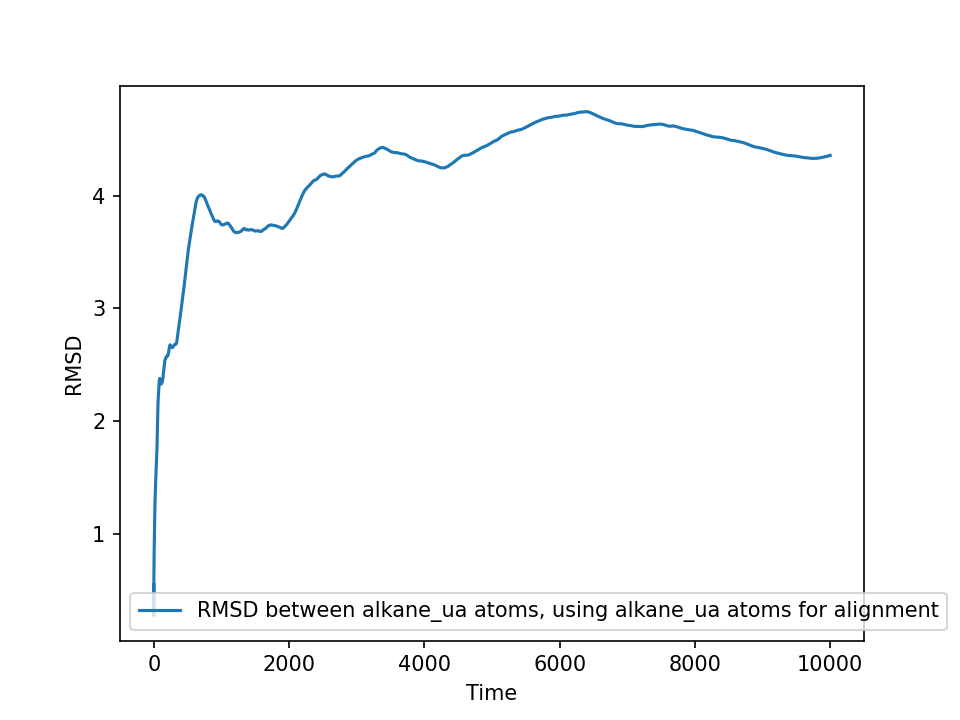 4
3
2
1
RMSD
RMSD between alkane_ua atoms, using alkane_ua atoms for alignment
0 2000 4000 6000 8000 10000
Time